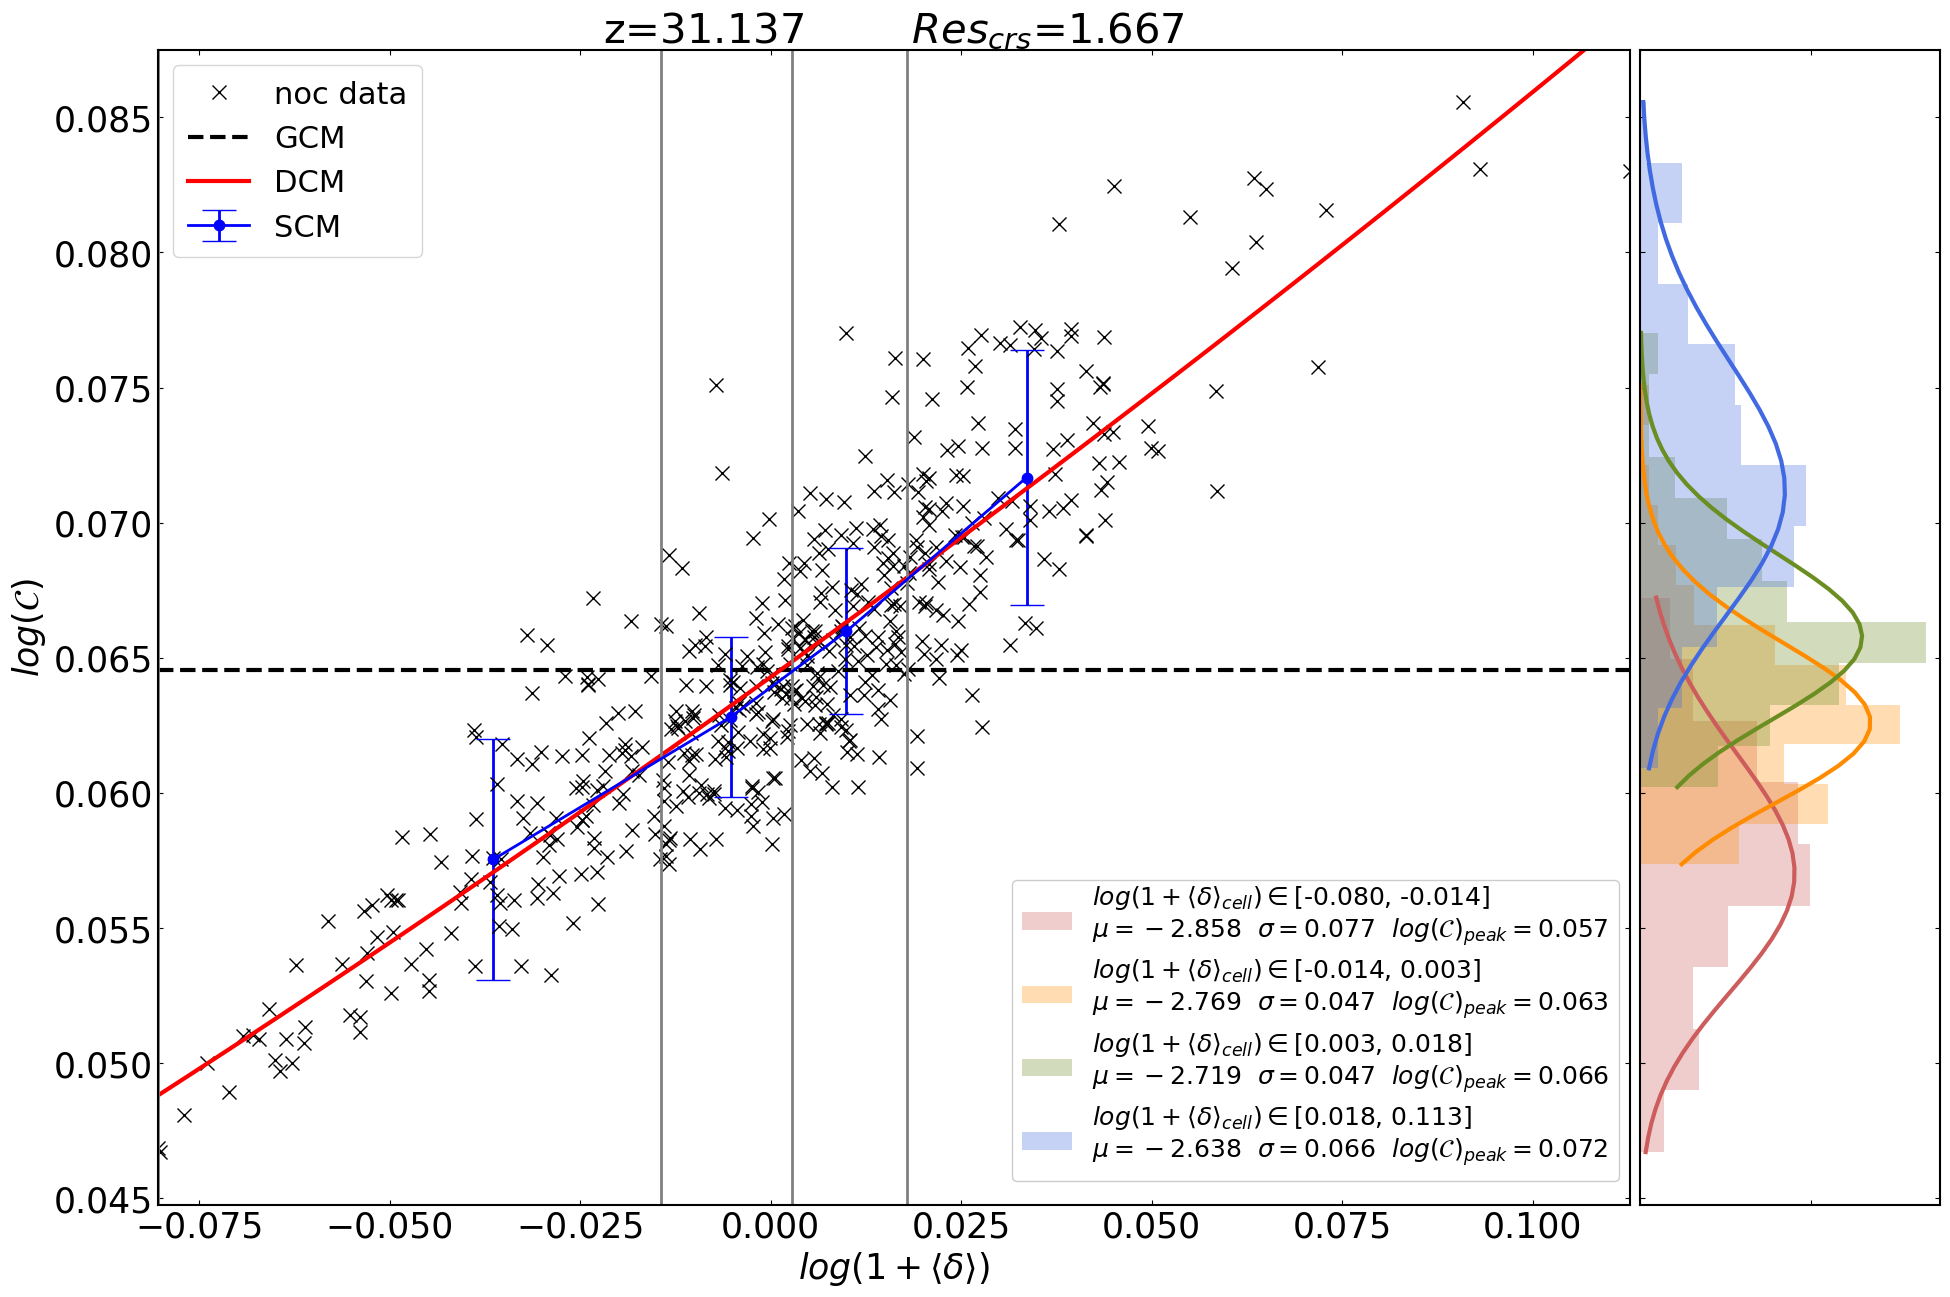 z=31.137 Res_crs=1.667
noc data
GCM
DCM
SCM
0.085
0.080
0.075
0.070
0.065
0.060
0.055
0.050
0.045
log(𝒞)
log(1 + ⟨δ⟩_cell) ∈ [-0.080, -0.014]
μ = −2.858 σ = 0.077 log(𝒞)_peak = 0.057
log(1 + ⟨δ⟩_cell) ∈ [-0.014, 0.003]
μ = −2.769 σ = 0.047 log(𝒞)_peak = 0.063
log(1 + ⟨δ⟩_cell) ∈ [0.003, 0.018]
μ = −2.719 σ = 0.047 log(𝒞)_peak = 0.066
log(1 + ⟨δ⟩_cell) ∈ [0.018, 0.113]
μ = −2.638 σ = 0.066 log(𝒞)_peak = 0.072
−0.075 −0.050 −0.025 0.000 0.025 0.050 0.075 0.100
log(1 + ⟨δ⟩)